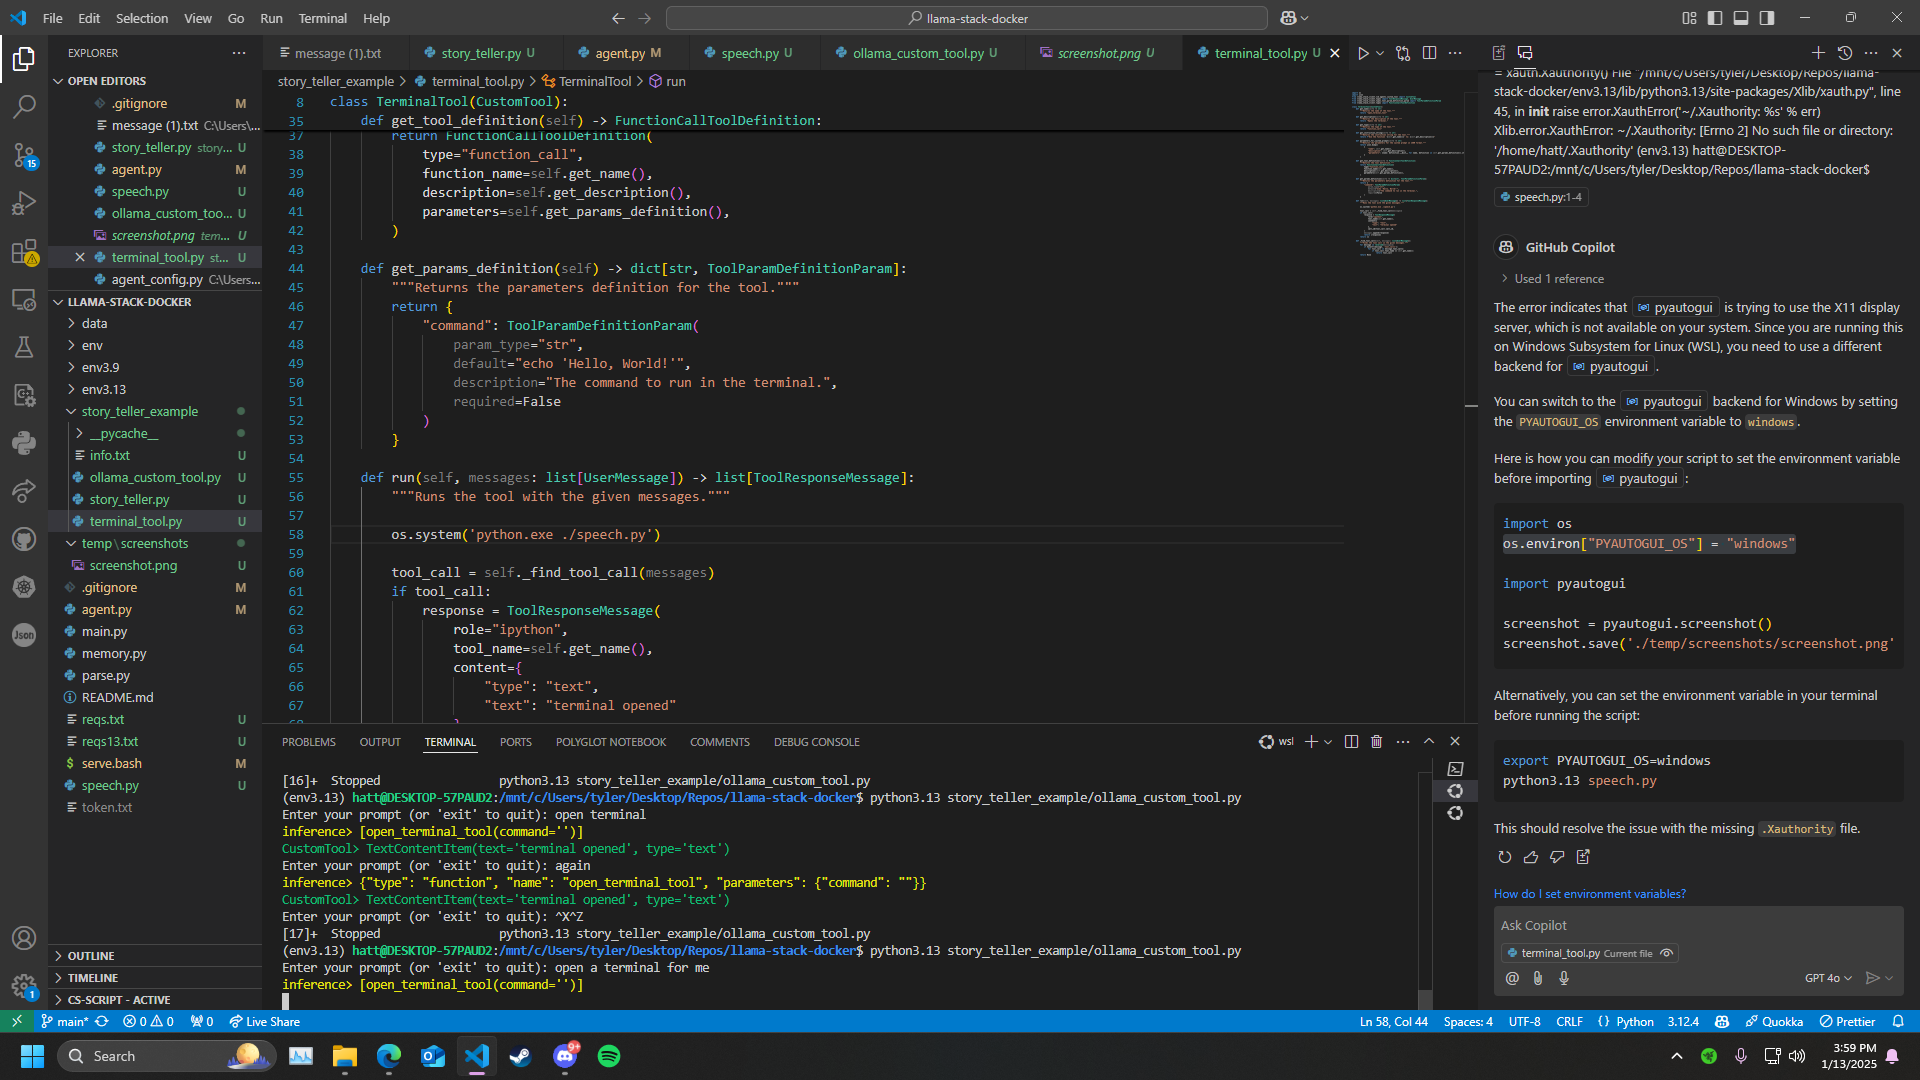 File Edit Selection View Go Run Terminal Help
llama-stack-docker
EXPLORER
OPEN EDITORS
.gitignore M
message (1).txt C:\Users\...
story_teller.py story... U
agent.py M
speech.py U
ollama_custom_too... U
screenshot.png tem... U
terminal_tool.py st... U
agent_config.py C:\Users...
LLAMA-STACK-DOCKER
data
env
env3.9
env3.13
story_teller_example
__pycache__
info.txt U
ollama_custom_tool.py U
story_teller.py U
terminal_tool.py U
temp\screenshots
screenshot.png U
.gitignore M
agent.py M
main.py
memory.py
parse.py
README.md
reqs.txt U
reqs13.txt U
serve.bash M
speech.py U
token.txt
OUTLINE
TIMELINE
CS-SCRIPT - ACTIVE
15
1
Json
message (1).txt story_teller.py U agent.py M speech.py U ollama_custom_tool.py U screenshot.png U terminal_tool.py U
story_teller_example > terminal_tool.py > TerminalTool > run
8 class TerminalTool(CustomTool):
35 def get_tool_definition(self) -> FunctionCallToolDefinition:
37 return FunctionCallToolDefinition(
38 type="function_call",
39 function_name=self.get_name(),
40 description=self.get_description(),
41 parameters=self.get_params_definition(),
42 )
43
44 def get_params_definition(self) -> dict[str, ToolParamDefinitionParam]:
45 """Returns the parameters definition for the tool."""
46 return {
47 "command": ToolParamDefinitionParam(
48 param_type="str",
49 default="echo 'Hello, World!'",
50 description="The command to run in the terminal.",
51 required=False
52 )
53 }
54
55 def run(self, messages: list[UserMessage]) -> list[ToolResponseMessage]:
56 """Runs the tool with the given messages."""
57
58 os.system('python.exe ./speech.py')
59
60 tool_call = self._find_tool_call(messages)
61 if tool_call:
62 response = ToolResponseMessage(
63 role="ipython",
64 tool_name=self.get_name(),
65 content={
66 "type": "text",
67 "text": "terminal opened"
68 }
PROBLEMS OUTPUT TERMINAL PORTS POLYGLOT NOTEBOOK COMMENTS DEBUG CONSOLE
wsl
[16]+ Stopped python3.13 story_teller_example/ollama_custom_tool.py
(env3.13) hatt@DESKTOP-57PAUD2:/mnt/c/Users/tyler/Desktop/Repos/llama-stack-docker$ python3.13 story_teller_example/ollama_custom_tool.py
Enter your prompt (or 'exit' to quit): open terminal
inference> [open_terminal_tool(command='')]
CustomTool> TextContentItem(text='terminal opened', type='text')
Enter your prompt (or 'exit' to quit): again
inference> {"type": "function", "name": "open_terminal_tool", "parameters": {"command": ""}}
CustomTool> TextContentItem(text='terminal opened', type='text')
Enter your prompt (or 'exit' to quit): ^X^Z
[17]+ Stopped python3.13 story_teller_example/ollama_custom_tool.py
(env3.13) hatt@DESKTOP-57PAUD2:/mnt/c/Users/tyler/Desktop/Repos/llama-stack-docker$ python3.13 story_teller_example/ollama_custom_tool.py
Enter your prompt (or 'exit' to quit): open a terminal for me
inference> [open_terminal_tool(command='')]
= xauth.Xauthority() File "/mnt/c/Users/tyler/Desktop/Repos/llama-
stack-docker/env3.13/lib/python3.13/site-packages/Xlib/xauth.py", line
45, in init raise error.XauthError('~/.Xauthority: %s' % err)
Xlib.error.XauthError: ~/.Xauthority: [Errno 2] No such file or directory:
'/home/hatt/.Xauthority' (env3.13) hatt@DESKTOP-
57PAUD2:/mnt/c/Users/tyler/Desktop/Repos/llama-stack-docker$
speech.py:1-4
GitHub Copilot
Used 1 reference
The error indicates that pyautogui is trying to use the X11 display
server, which is not available on your system. Since you are running this
on Windows Subsystem for Linux (WSL), you need to use a different
backend for pyautogui .
You can switch to the pyautogui backend for Windows by setting
the PYAUTOGUI_OS environment variable to windows.
Here is how you can modify your script to set the environment variable
before importing pyautogui :
import os
os.environ["PYAUTOGUI_OS"] = "windows"
import pyautogui
screenshot = pyautogui.screenshot()
screenshot.save('./temp/screenshots/screenshot.png'
Alternatively, you can set the environment variable in your terminal
before running the script:
export PYAUTOGUI_OS=windows
python3.13 speech.py
This should resolve the issue with the missing .Xauthority file.
How do I set environment variables?
Ask Copilot
terminal_tool.py Current file
GPT 4o
main* 0 0 0 Live Share
Ln 58, Col 44 Spaces: 4 UTF-8 CRLF Python 3.12.4 Quokka Prettier
Search
9+
3:59 PM
1/13/2025